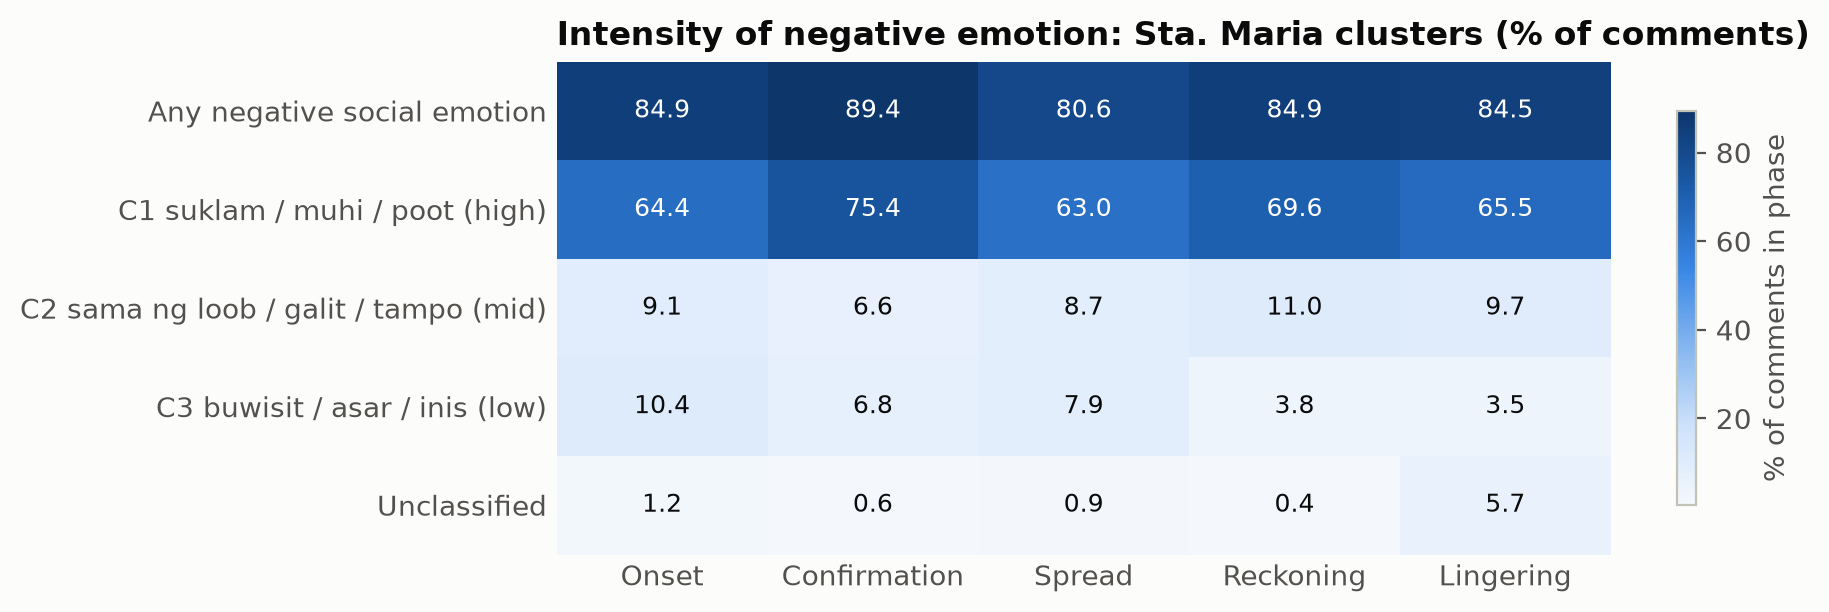 Intensity of negative emotion: Sta. Maria clusters (% of comments)
Any negative social emotion 84.9 89.4 80.6 84.9 84.5
C1 suklam / muhi / poot (high) 64.4 75.4 63.0 69.6 65.5
C2 sama ng loob / galit / tampo (mid) 9.1 6.6 8.7 11.0 9.7
C3 buwisit / asar / inis (low) 10.4 6.8 7.9 3.8 3.5
Unclassified 1.2 0.6 0.9 0.4 5.7
Onset Confirmation Spread Reckoning Lingering
80
60
40
20
% of comments in phase